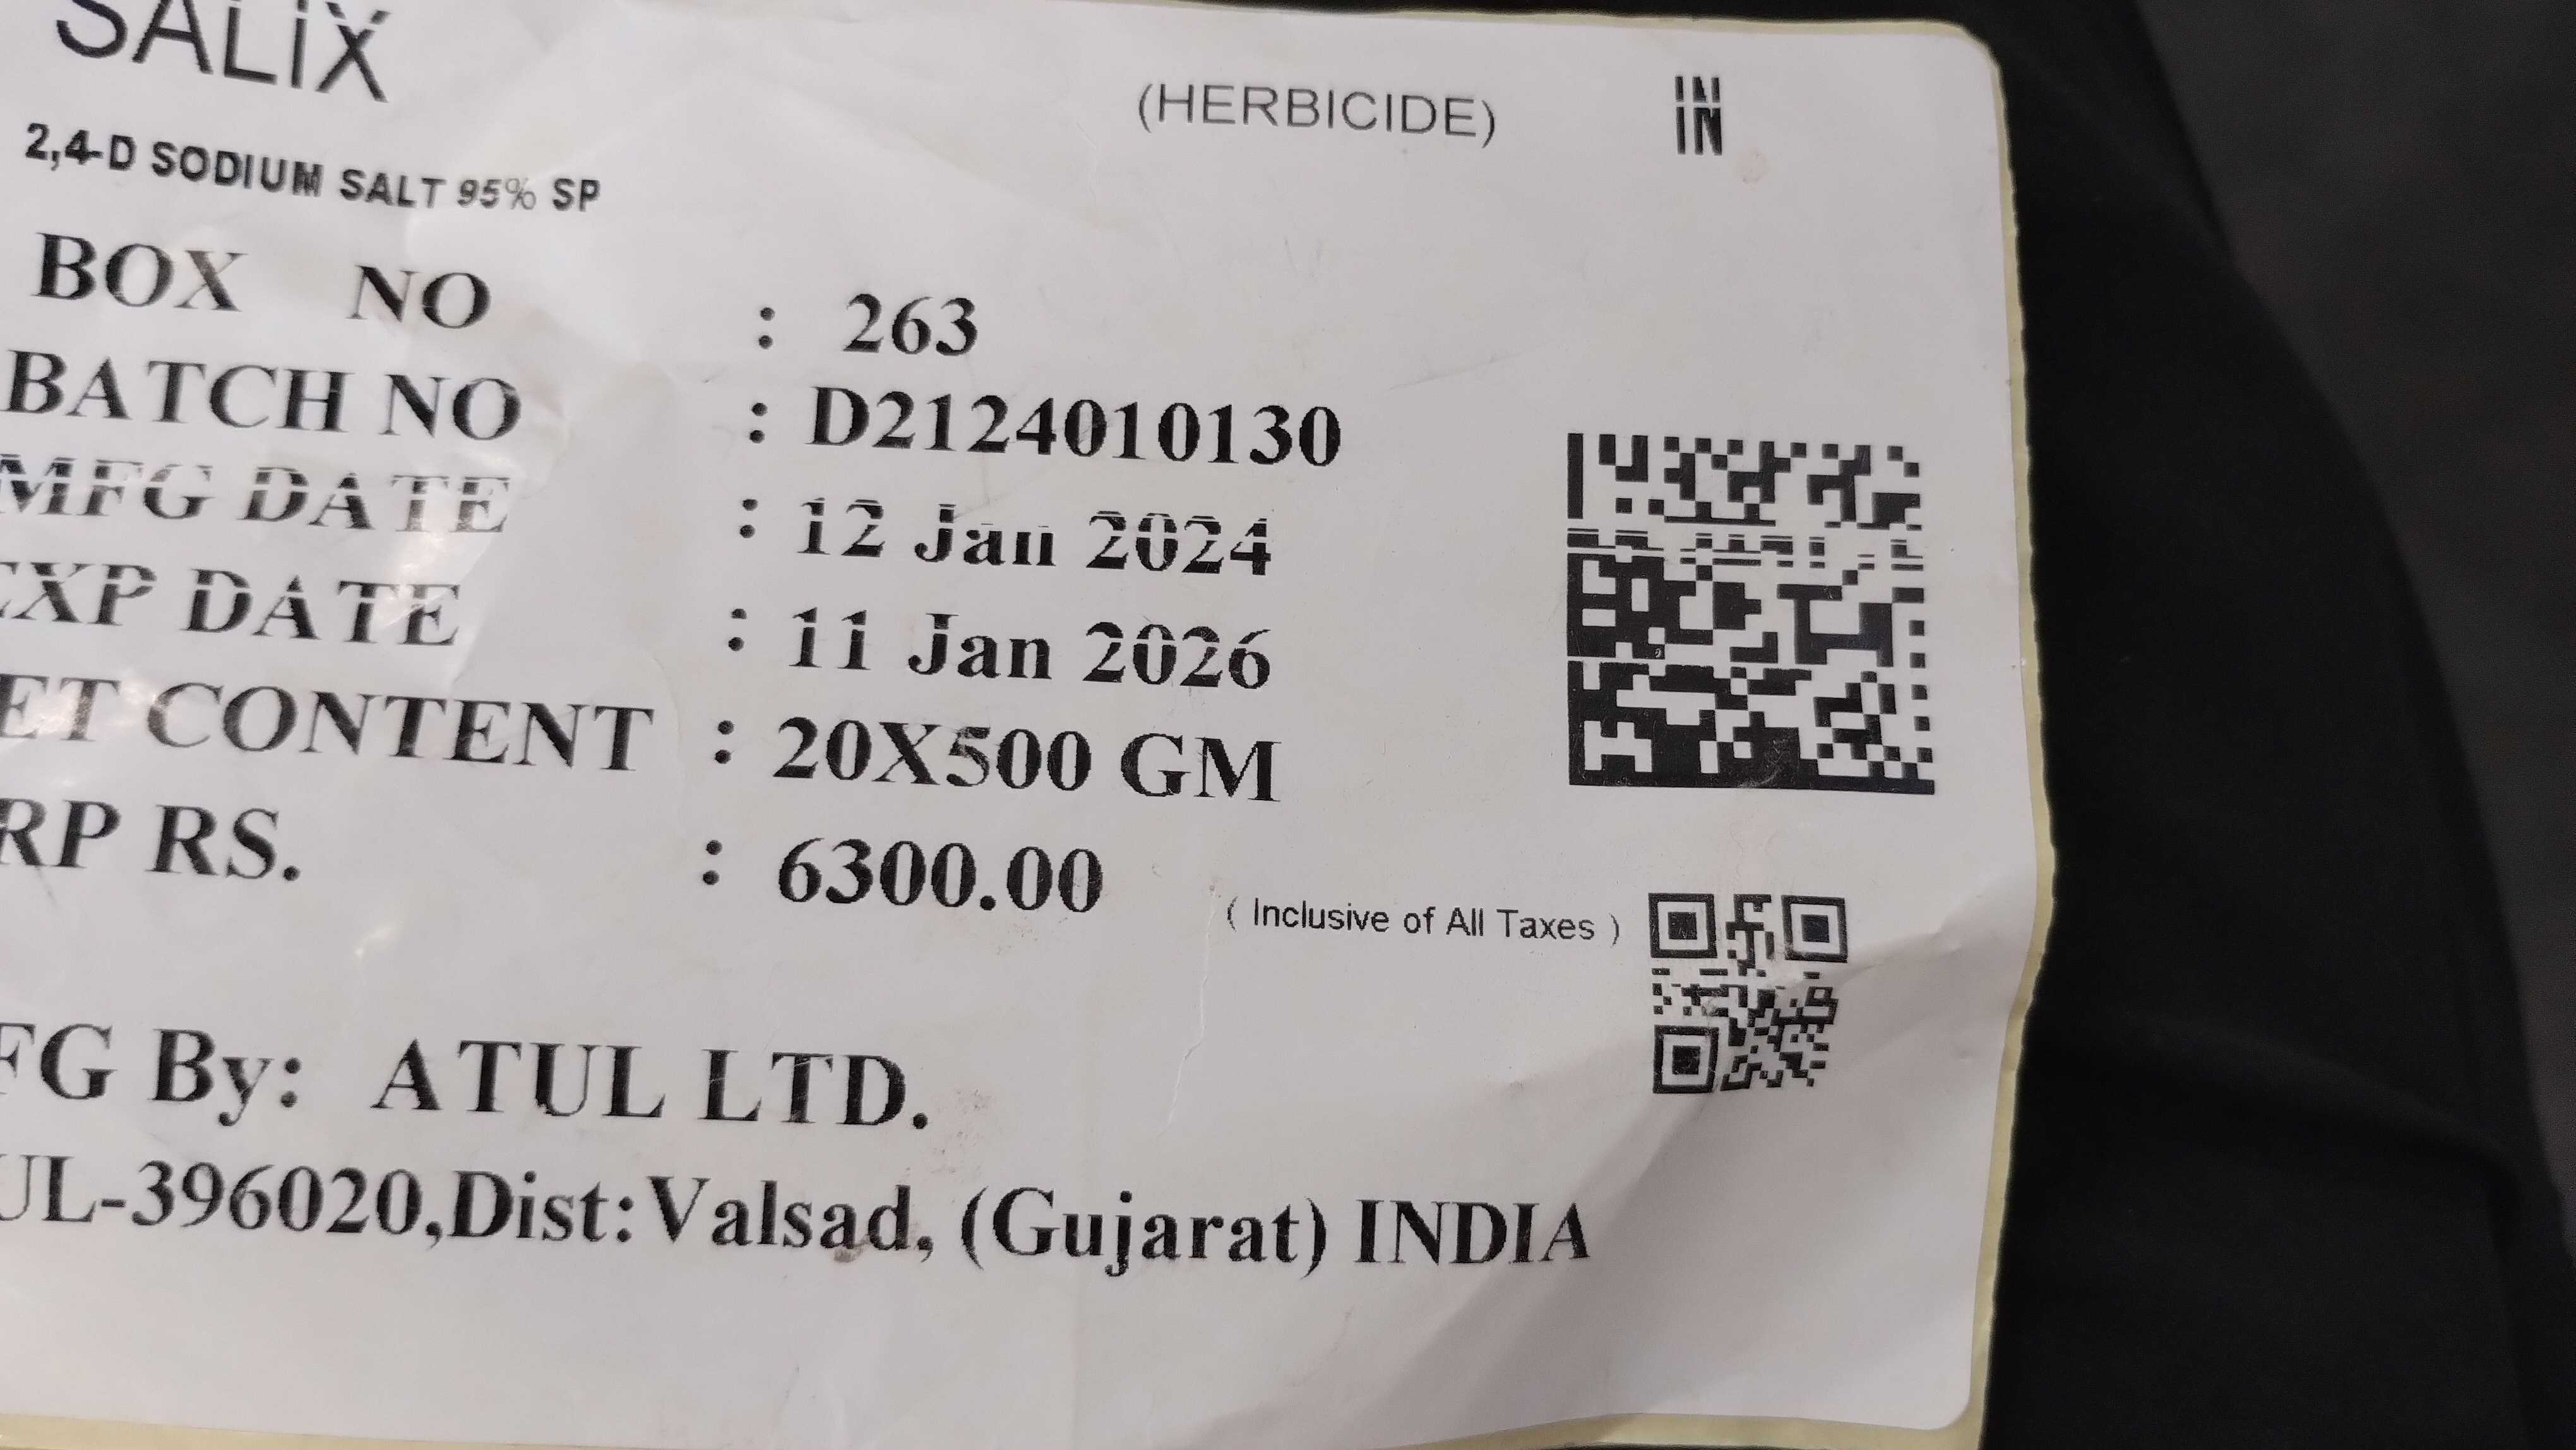 SALiX
(HERBICIDE) IN
2,4-D SODIUM SALT 95% SP
BOX NO : 263
BATCH NO : D2124010130
MFG DATE : 12 Jan 2024
EXP DATE : 11 Jan 2026
ET CONTENT : 20X500 GM
RP RS. : 6300.00 ( Inclusive of All Taxes )
FG By: ATUL LTD.
UL-396020,Dist:Valsad, (Gujarat) INDIA